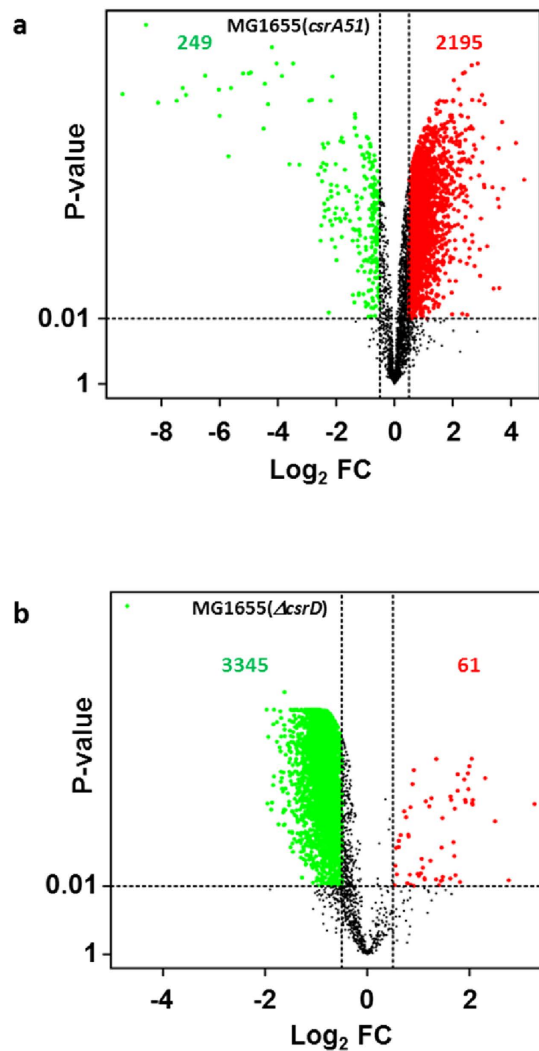 a
MG1655(csrA51)
249
2195
P-value
0.01
1
-8 -6 -4 -2 0 2 4
Log₂ FC
b
MG1655(ΔcsrD)
3345
61
P-value
0.01
1
-4 -2 0 2
Log₂ FC